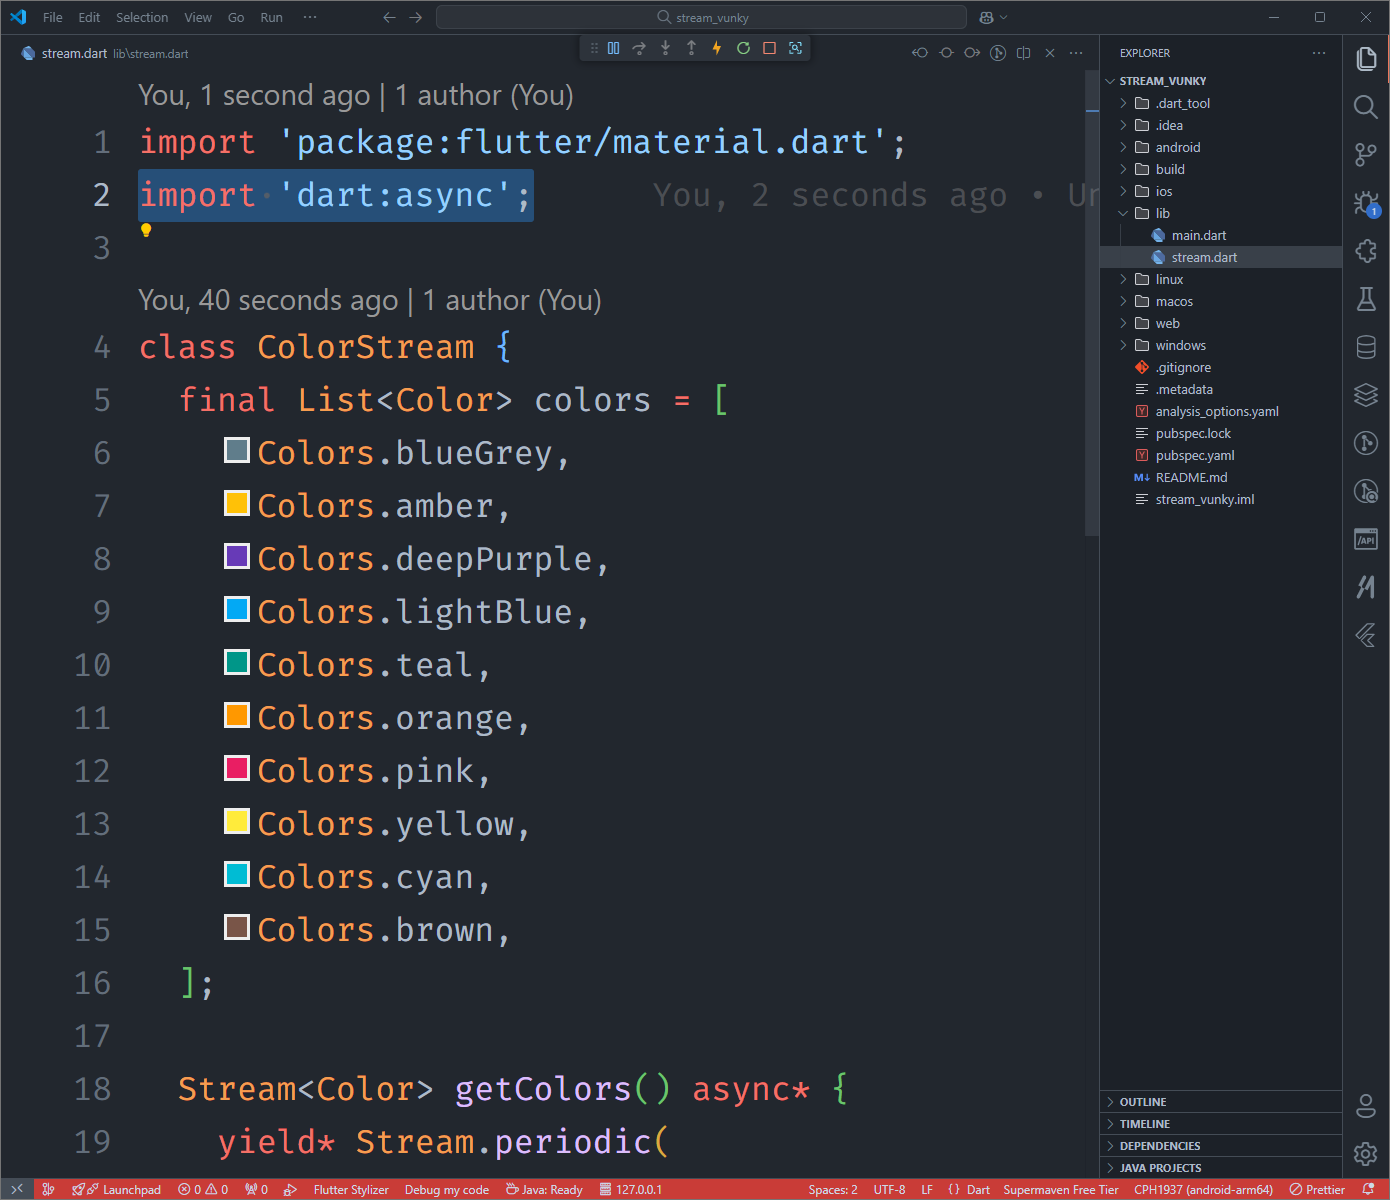 File Edit Selection View Go Run ··· stream_vunky
stream.dart lib\stream.dart
You, 1 second ago | 1 author (You)
1 import 'package:flutter/material.dart';
2 import 'dart:async'; You, 2 seconds ago • Un
3
You, 40 seconds ago | 1 author (You)
4 class ColorStream {
5 final List<Color> colors = [
6 Colors.blueGrey,
7 Colors.amber,
8 Colors.deepPurple,
9 Colors.lightBlue,
10 Colors.teal,
11 Colors.orange,
12 Colors.pink,
13 Colors.yellow,
14 Colors.cyan,
15 Colors.brown,
16 ];
17
18 Stream<Color> getColors() async* {
19 yield* Stream.periodic(
EXPLORER ···
STREAM_VUNKY
.dart_tool
.idea
android
build
ios
lib
main.dart
stream.dart
linux
macos
web
windows
.gitignore
.metadata
Y analysis_options.yaml
pubspec.lock
Y pubspec.yaml
M↓ README.md
stream_vunky.iml
OUTLINE
TIMELINE
DEPENDENCIES
JAVA PROJECTS
1
/API
Launchpad 0 0 0 Flutter Stylizer Debug my code Java: Ready 127.0.0.1 Spaces: 2 UTF-8 LF {} Dart Supermaven Free Tier CPH1937 (android-arm64) Prettier